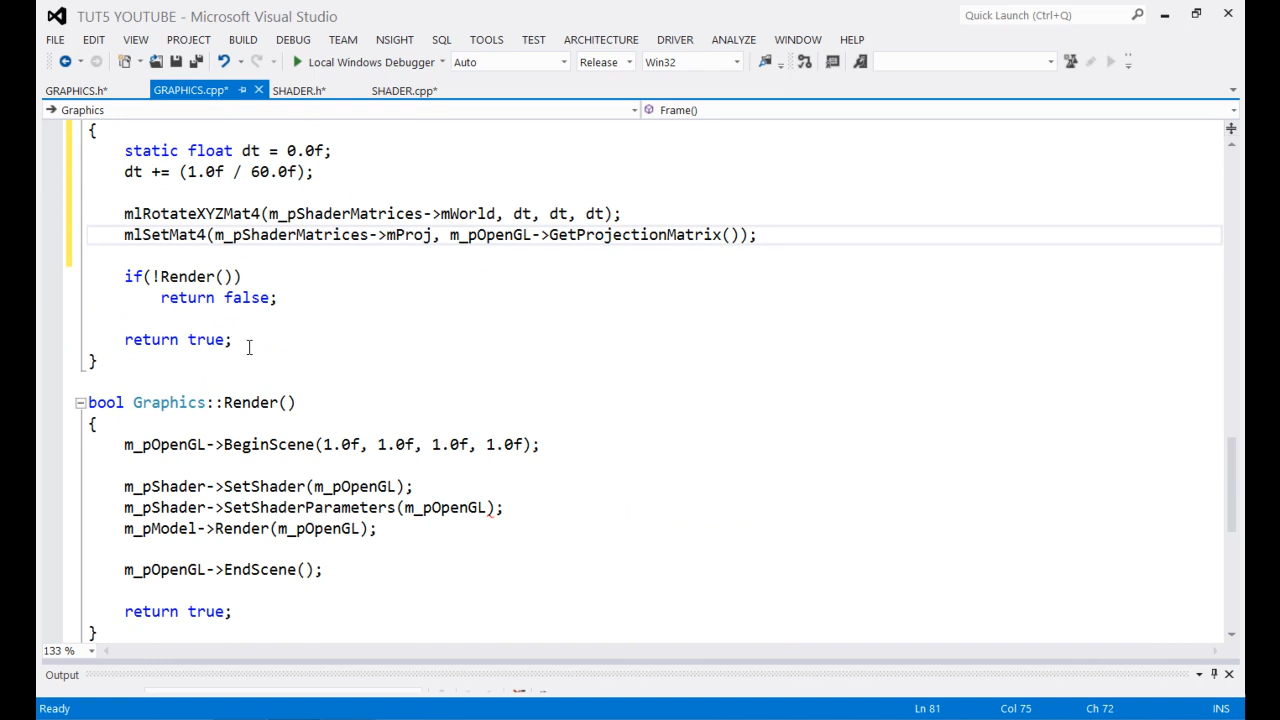 TUT5 YOUTUBE - Microsoft Visual Studio
Quick Launch (Ctrl+Q)
FILE EDIT VIEW PROJECT BUILD DEBUG TEAM NSIGHT SQL TOOLS TEST ARCHITECTURE DRIVER ANALYZE WINDOW HELP
Local Windows Debugger Auto Release Win32
GRAPHICS.h* GRAPHICS.cpp* SHADER.h* SHADER.cpp*
Graphics Frame()
{
static float dt = 0.0f;
dt += (1.0f / 60.0f);
mlRotateXYZMat4(m_pShaderMatrices->mWorld, dt, dt, dt);
mlSetMat4(m_pShaderMatrices->mProj, m_pOpenGL->GetProjectionMatrix());
if(!Render())
return false;
return true;
}
bool Graphics::Render()
{
m_pOpenGL->BeginScene(1.0f, 1.0f, 1.0f, 1.0f);
m_pShader->SetShader(m_pOpenGL);
m_pShader->SetShaderParameters(m_pOpenGL);
m_pModel->Render(m_pOpenGL);
m_pOpenGL->EndScene();
return true;
}
133 %
Output
Ready Ln 81 Col 75 Ch 72 INS